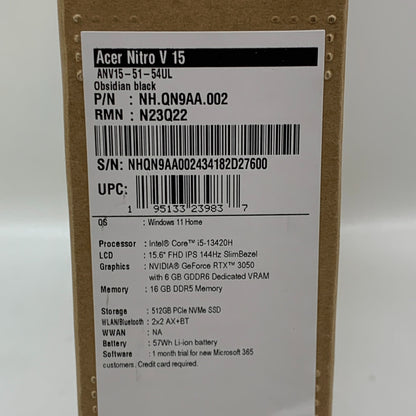 Acer Nitro V 15
ANV15-51-54UL
Obsidian black
P/N : NH.QN9AA.002
RMN : N23Q22
S/N: NHQN9AA002434182D27600
UPC:
1 95133 23983 7
OS : Windows 11 Home
Processor : Intel® Core™ i5-13420H
LCD : 15.6" FHD IPS 144Hz SlimBezel
Graphics : NVIDIA® GeForce RTX™ 3050
with 6 GB GDDR6 Dedicated VRAM
Memory : 16 GB DDR5 Memory
Storage : 512GB PCIe NVMe SSD
WLAN/Bluetooth : 2x2 AX+BT
WWAN : NA
Battery : 57Wh Li-ion battery
Software : 1 month trial for new Microsoft 365
customers. Credit card required.